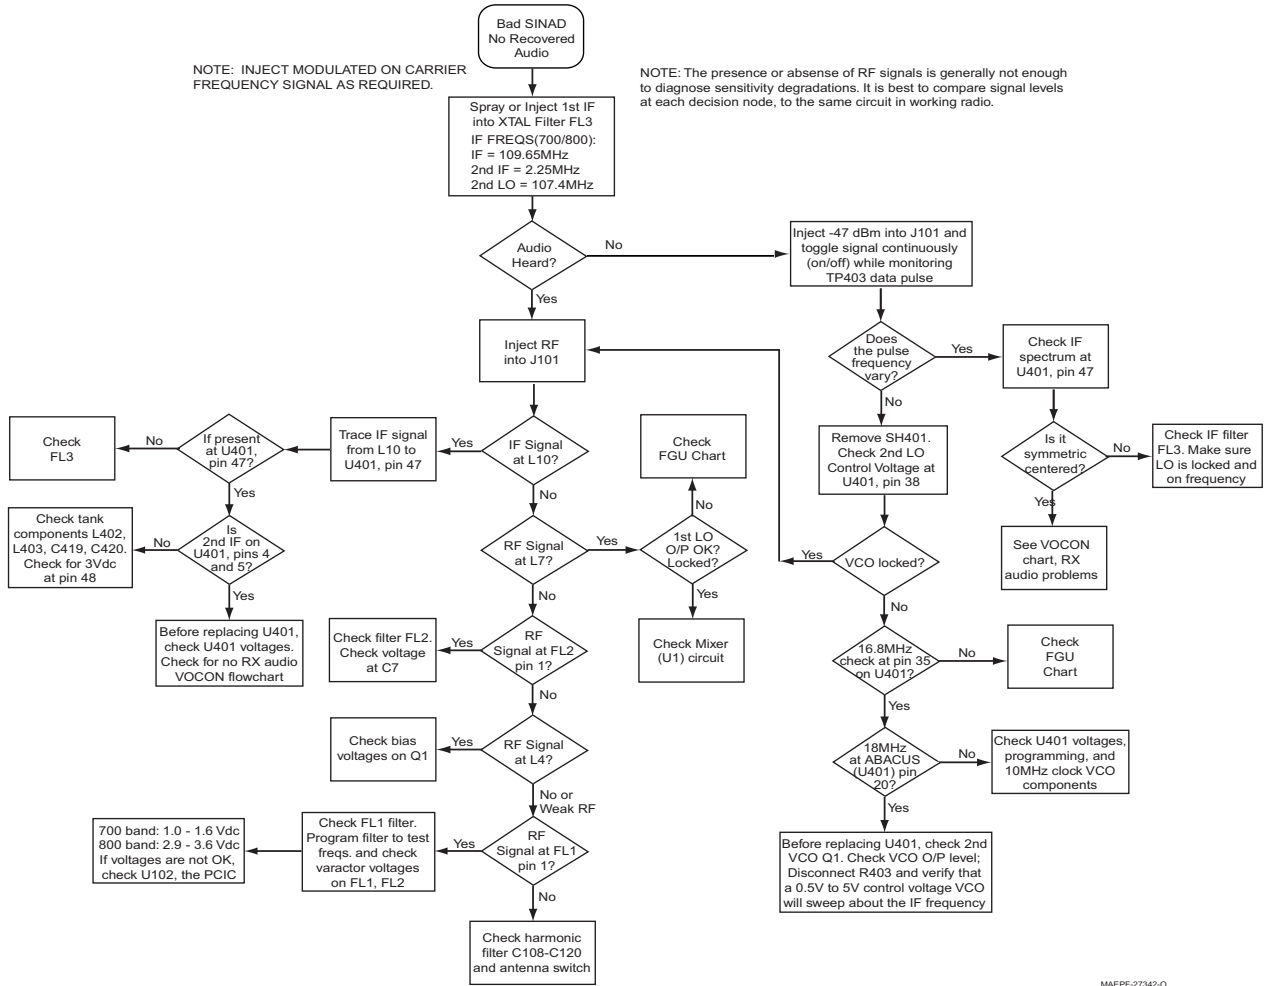 Bad SINAD
No Recovered
Audio
NOTE:  INJECT MODULATED ON CARRIER
FREQUENCY SIGNAL AS REQUIRED.
NOTE: The presence or absense of RF signals is generally not enough
to diagnose sensitivity degradations. It is best to compare signal levels
at each decision node, to the same circuit in working radio.
Spray or Inject 1st IF
into XTAL Filter FL3
IF FREQS(700/800):
IF = 109.65MHz
2nd IF = 2.25MHz
2nd LO = 107.4MHz
Audio
Heard?
No
Yes
Inject -47 dBm into J101 and
toggle signal continuously
(on/off) while monitoring
TP403 data pulse
Inject RF
into J101
Does
the pulse
frequency
vary?
Yes
No
Check IF
spectrum at
U401, pin 47
Check
FL3
No
If present
at U401,
pin 47?
Yes
Trace IF signal
from L10 to
U401, pin 47
Yes
IF Signal
at L10?
No
Check
FGU Chart
No
Remove SH401.
Check 2nd LO
Control Voltage at
U401, pin 38
Is it
symmetric
centered?
No
Yes
Check IF filter
FL3. Make sure
LO is locked and
on frequency
Check tank
components L402,
L403, C419, C420.
Check for 3Vdc
at pin 48
No
Is
2nd IF on
U401, pins 4
and 5?
Yes
RF Signal
at L7?
Yes
No
1st LO
O/P OK?
Locked?
Yes
Yes
VCO locked?
No
See VOCON
chart, RX
audio problems
Before replacing U401,
check U401 voltages.
Check for no RX audio
VOCON flowchart
Check filter FL2.
Check voltage
at C7
Yes
RF
Signal at FL2
pin 1?
No
Check Mixer
(U1) circuit
16.8MHz
check at pin 35
on U401?
No
Yes
Check
FGU
Chart
Check bias
voltages on Q1
Yes
RF Signal
at L4?
No or
Weak RF
18MHz
at ABACUS
(U401) pin
20?
No
Yes
Check U401 voltages,
programming, and
10MHz clock VCO
components
700 band: 1.0 - 1.6 Vdc
800 band: 2.9 - 3.6 Vdc
If voltages are not OK,
check U102, the PCIC
Check FL1 filter.
Program filter to test
freqs. and check
varactor voltages
on FL1, FL2
Yes
RF
Signal at FL1
pin 1?
No
Before replacing U401, check 2nd
VCO Q1. Check VCO O/P level;
Disconnect R403 and verify that
a 0.5V to 5V control voltage VCO
will sweep about the IF frequency
Check harmonic
filter C108-C120
and antenna switch
MAEPF-27342-O